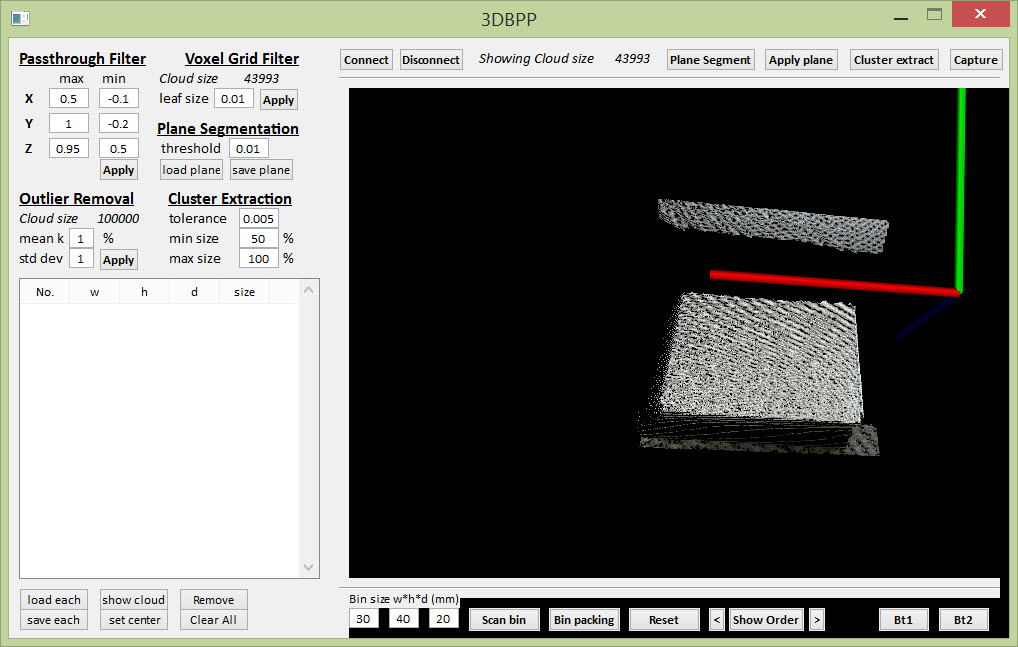 3DBPP
Passthrough Filter
max min
X 0.5 -0.1
Y 1 -0.2
Z 0.95 0.5
Apply
Voxel Grid Filter
Cloud size 43993
leaf size 0.01 Apply
Plane Segmentation
threshold 0.01
load plane save plane
Outlier Removal
Cloud size 100000
mean k 1 %
std dev 1 Apply
Cluster Extraction
tolerance 0.005
min size 50 %
max size 100 %
No. w h d size
load each show cloud Remove
save each set center Clear All
Connect Disconnect Showing Cloud size 43993 Plane Segment Apply plane Cluster extract Capture
Bin size w*h*d (mm)
30 40 20 Scan bin Bin packing Reset < Show Order > Bt1 Bt2